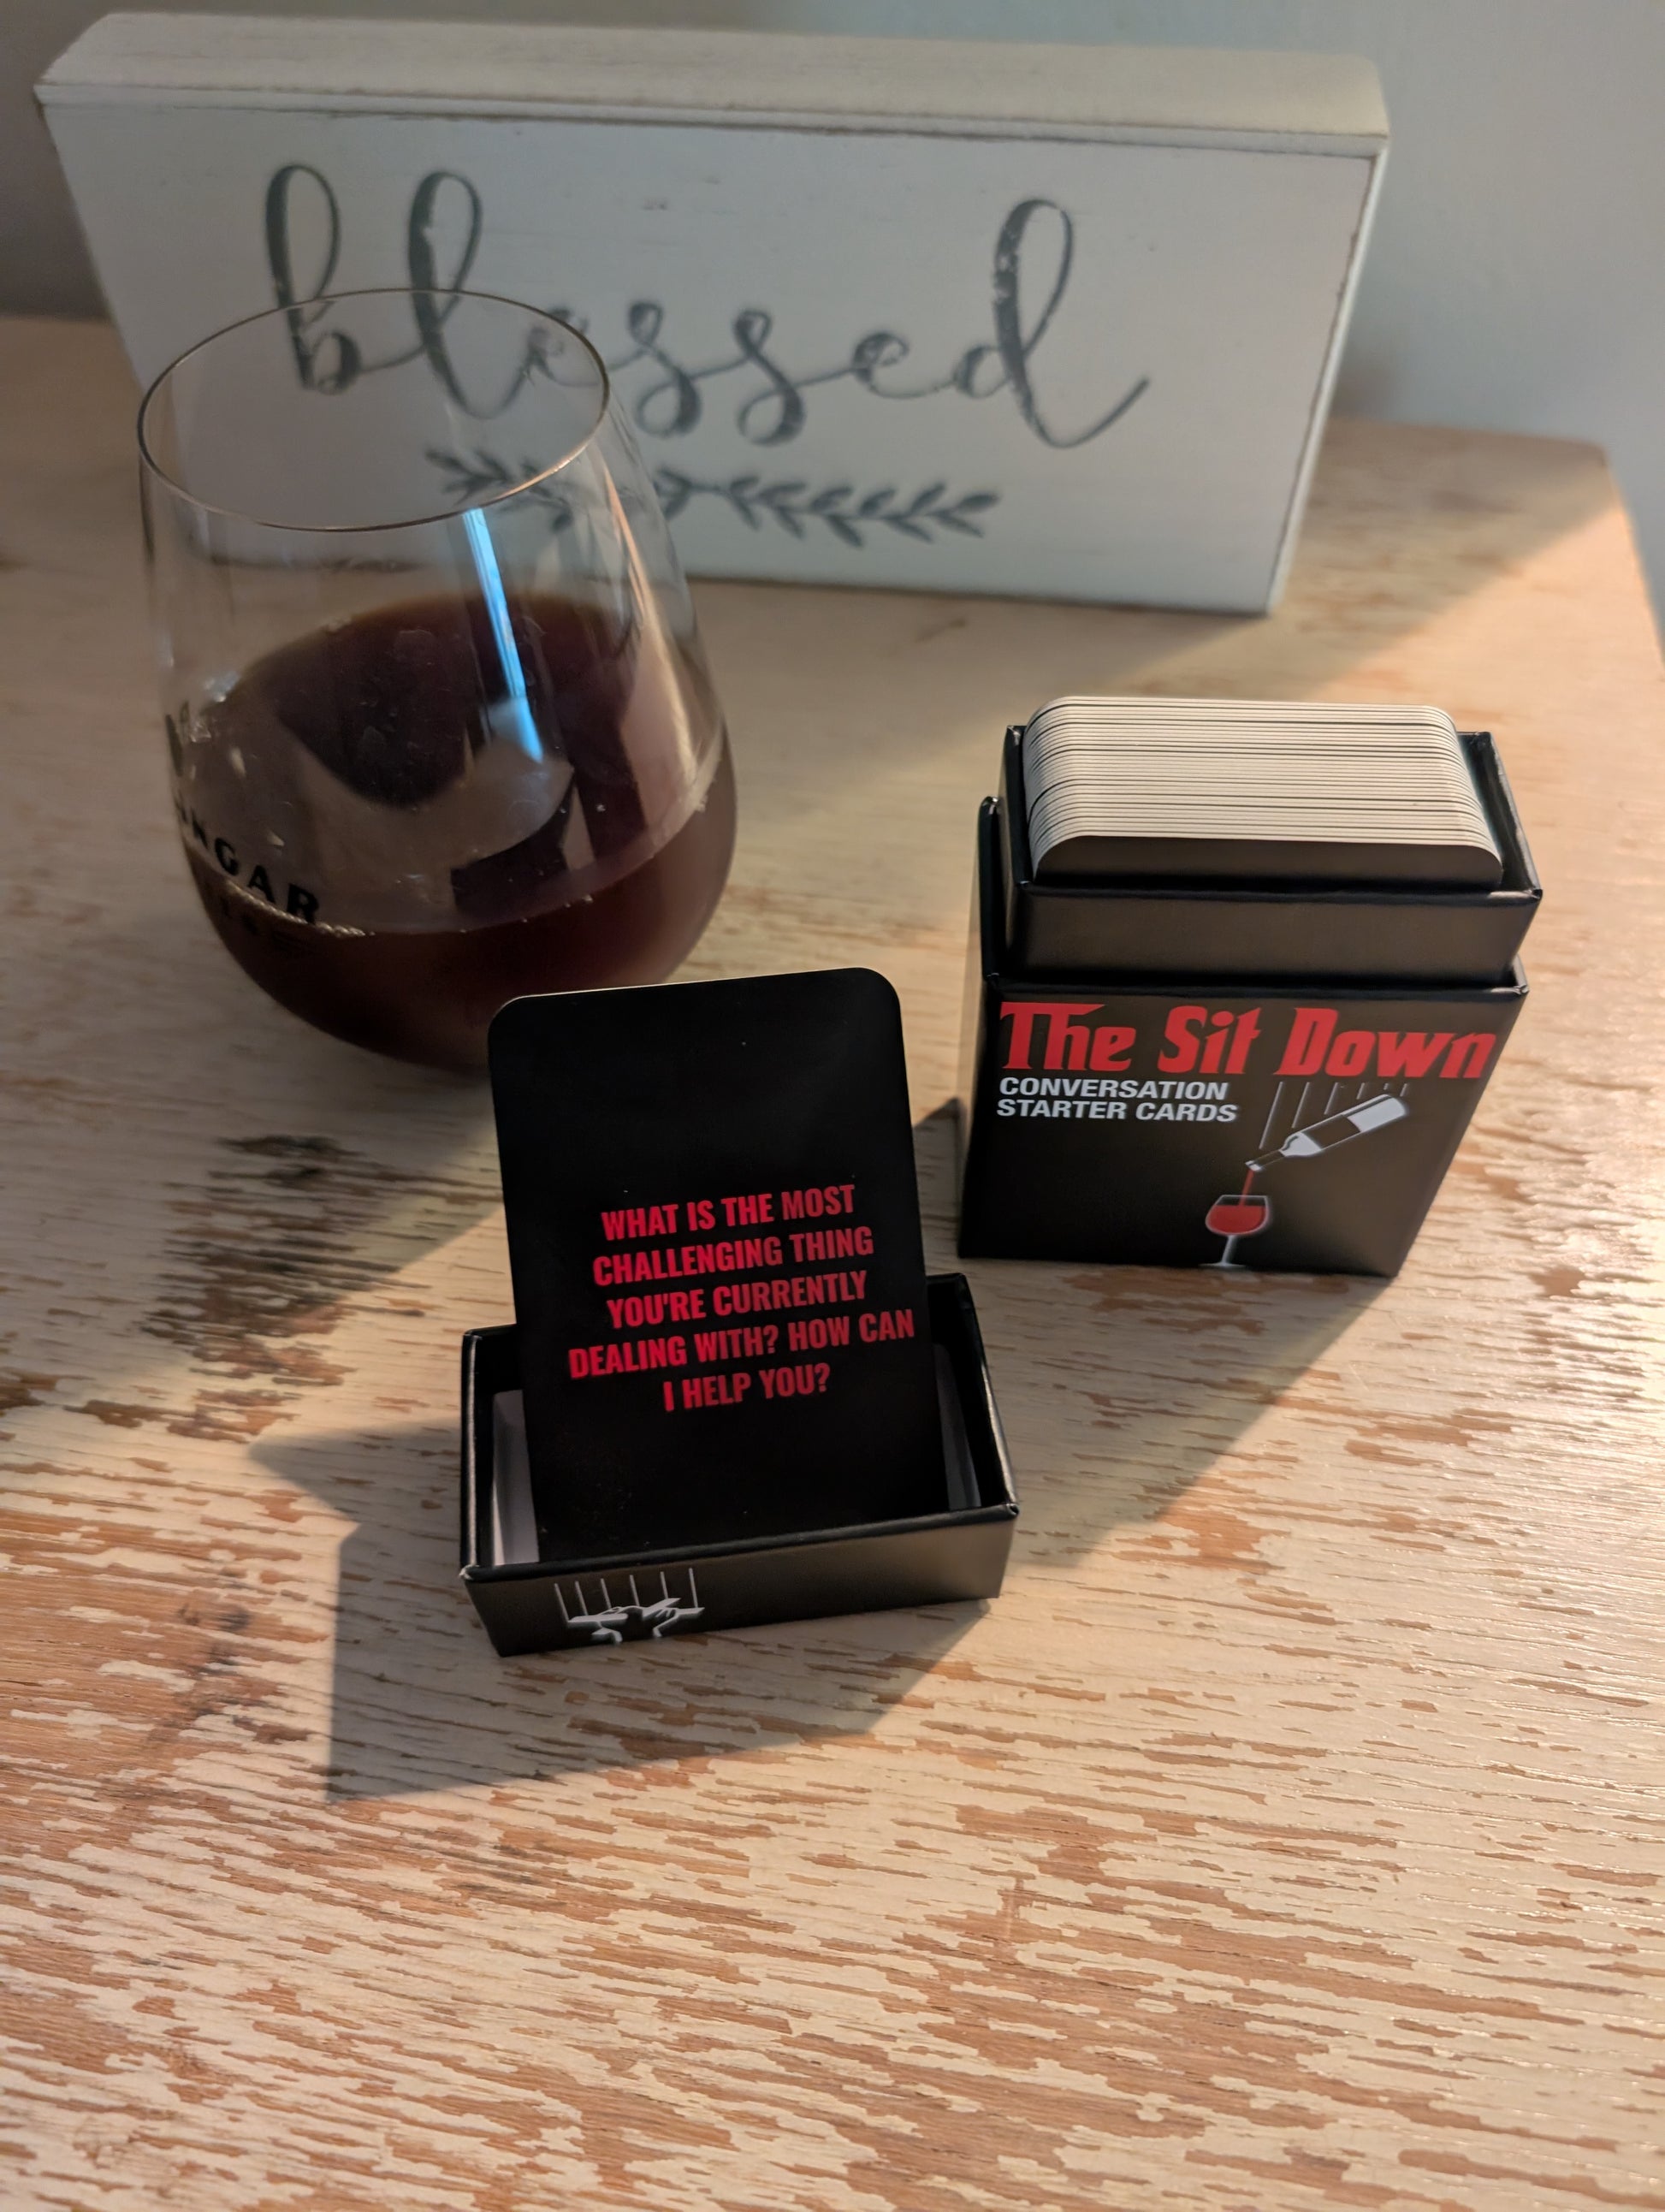 blessed
The Sit Down
CONVERSATION
STARTER CARDS
WHAT IS THE MOST
CHALLENGING THING
YOU'RE CURRENTLY
DEALING WITH? HOW CAN
I HELP YOU?